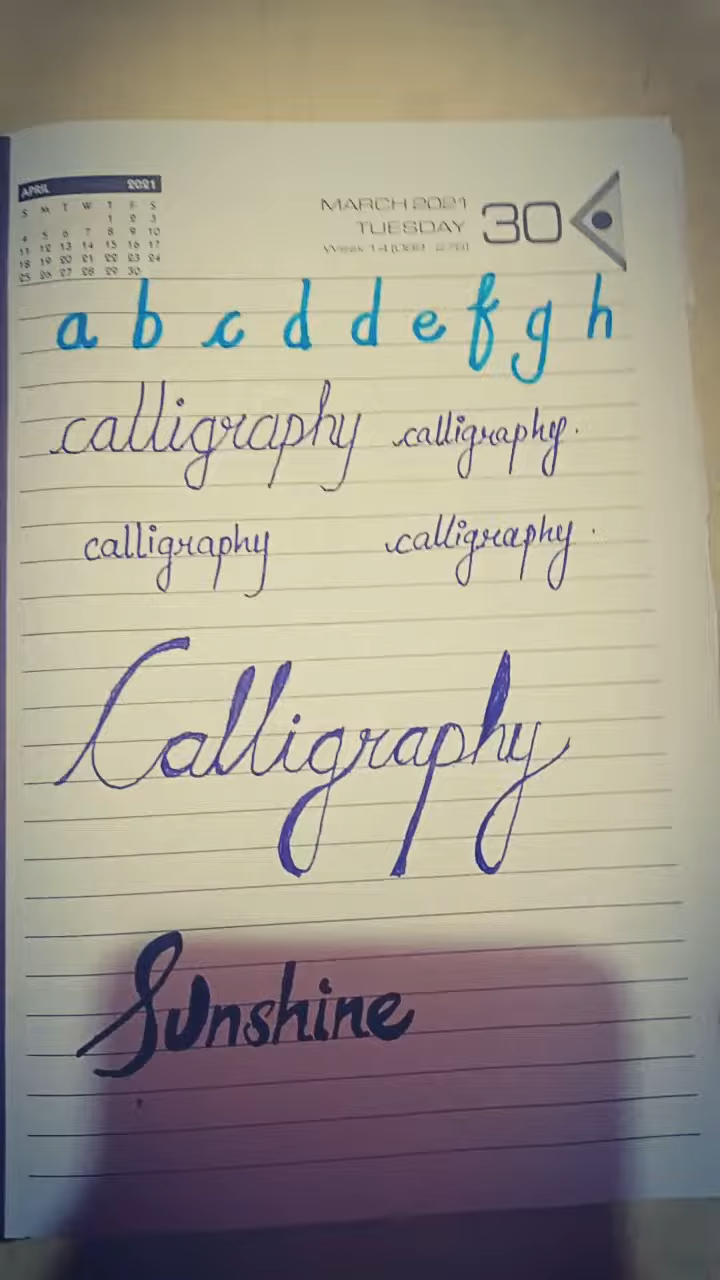 APRIL 2021
S M T W T F S
1 2 3
4 5 6 7 8 9 10
11 12 13 14 15 16 17
18 19 20 21 22 23 24
25 26 27 28 29 30
MARCH 2021
TUESDAY
30
Week 14
a b c d d e f g h
calligraphy calligraphy.
calligraphy calligraphy.
Calligraphy
Sunshine